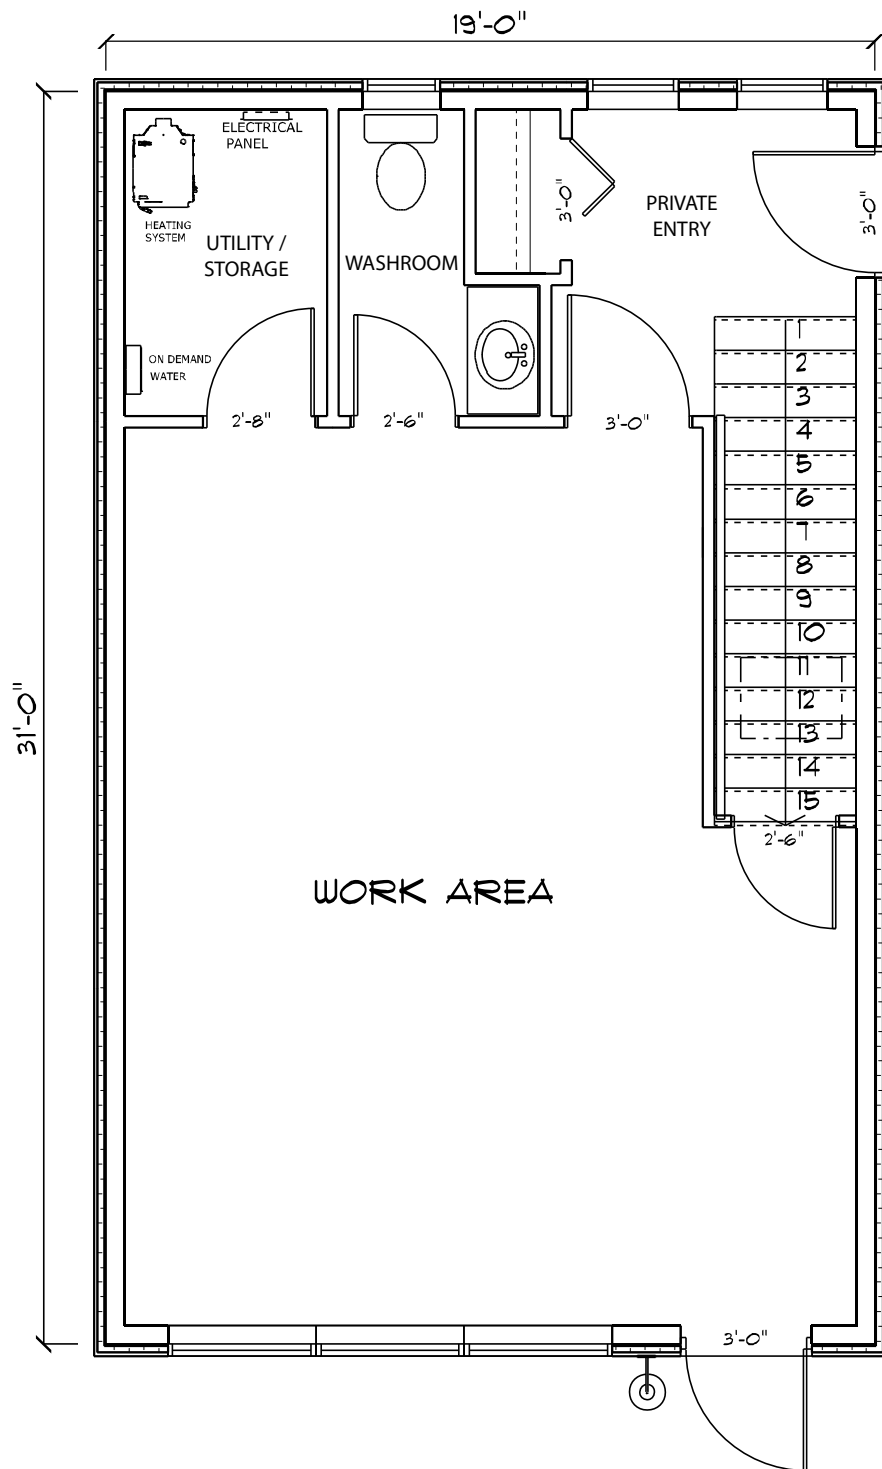 19'-0"
ELECTRICAL
PANEL
HEATING
SYSTEM
UTILITY /
STORAGE
WASHROOM
3'-0"
PRIVATE
ENTRY
3'-0"
ON DEMAND
WATER
2'-8"
2'-6"
3'-0"
1
2
3
4
5
6
7
8
9
10
11
12
13
14
15
2'-6"
31'-0"
WORK AREA
3'-0"